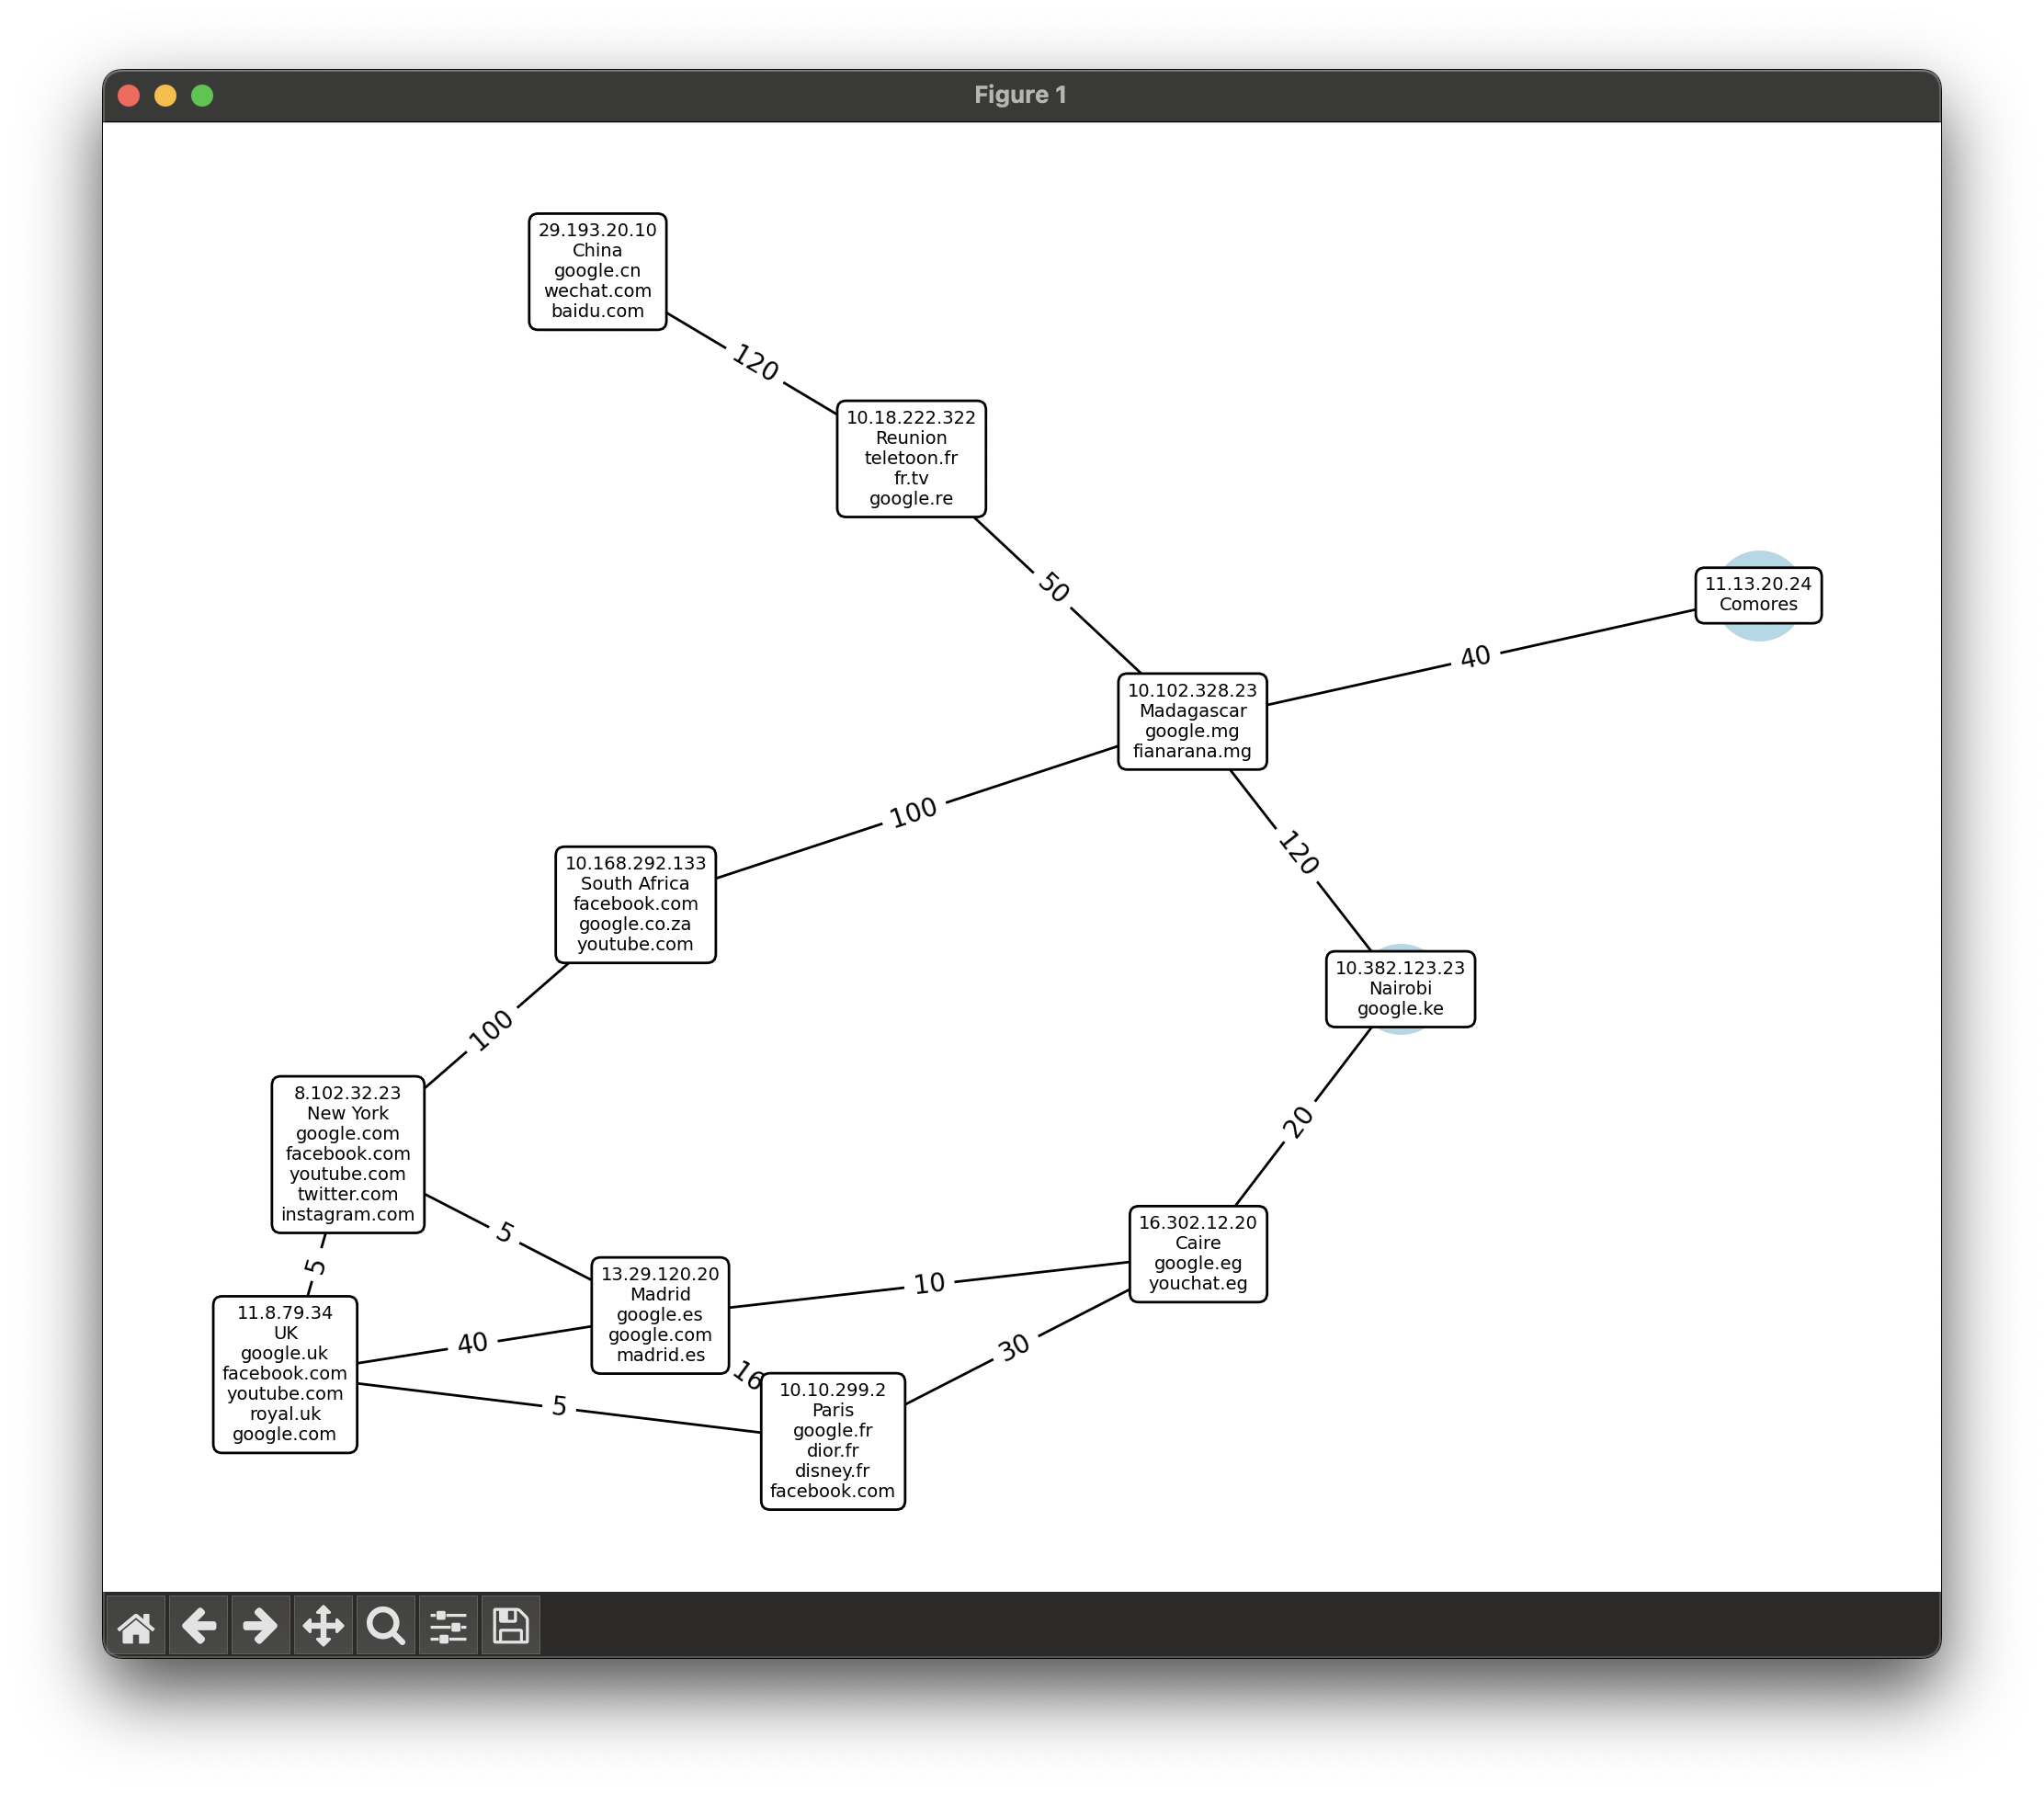 Figure 1
29.193.20.10
China
google.cn
wechat.com
baidu.com
120
10.18.222.322
Reunion
teletoon.fr
fr.tv
google.re
50
11.13.20.24
Comores
40
10.102.328.23
Madagascar
google.mg
fianarana.mg
100
120
10.168.292.133
South Africa
facebook.com
google.co.za
youtube.com
10.382.123.23
Nairobi
google.ke
100
8.102.32.23
New York
google.com
facebook.com
youtube.com
twitter.com
instagram.com
20
5
5
16.302.12.20
Caire
google.eg
youchat.eg
13.29.120.20
Madrid
google.es
google.com
madrid.es
10
11.8.79.34
UK
google.uk
facebook.com
youtube.com
royal.uk
google.com
40
30
16
5
10.10.299.2
Paris
google.fr
dior.fr
disney.fr
facebook.com